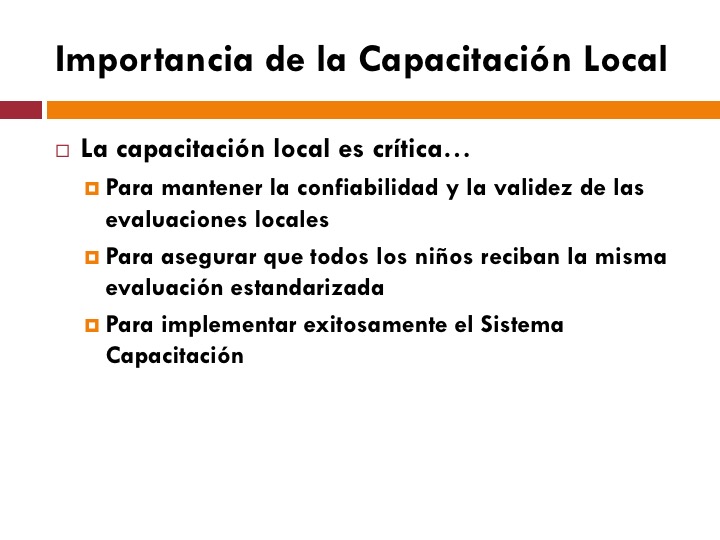 Importancia de la Capacitación Local
La capacitación local es crítica…
Para mantener la confiabilidad y la validez de las
evaluaciones locales
Para asegurar que todos los niños reciban la misma
evaluación estandarizada
Para implementar exitosamente el Sistema
Capacitación